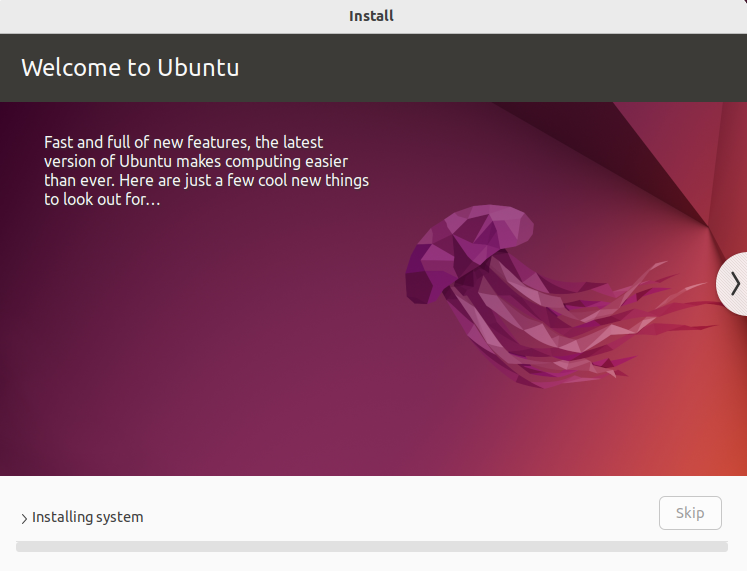 Install
Welcome to Ubuntu
Fast and full of new features, the latest
version of Ubuntu makes computing easier
than ever. Here are just a few cool new things
to look out for…
Installing system
Skip